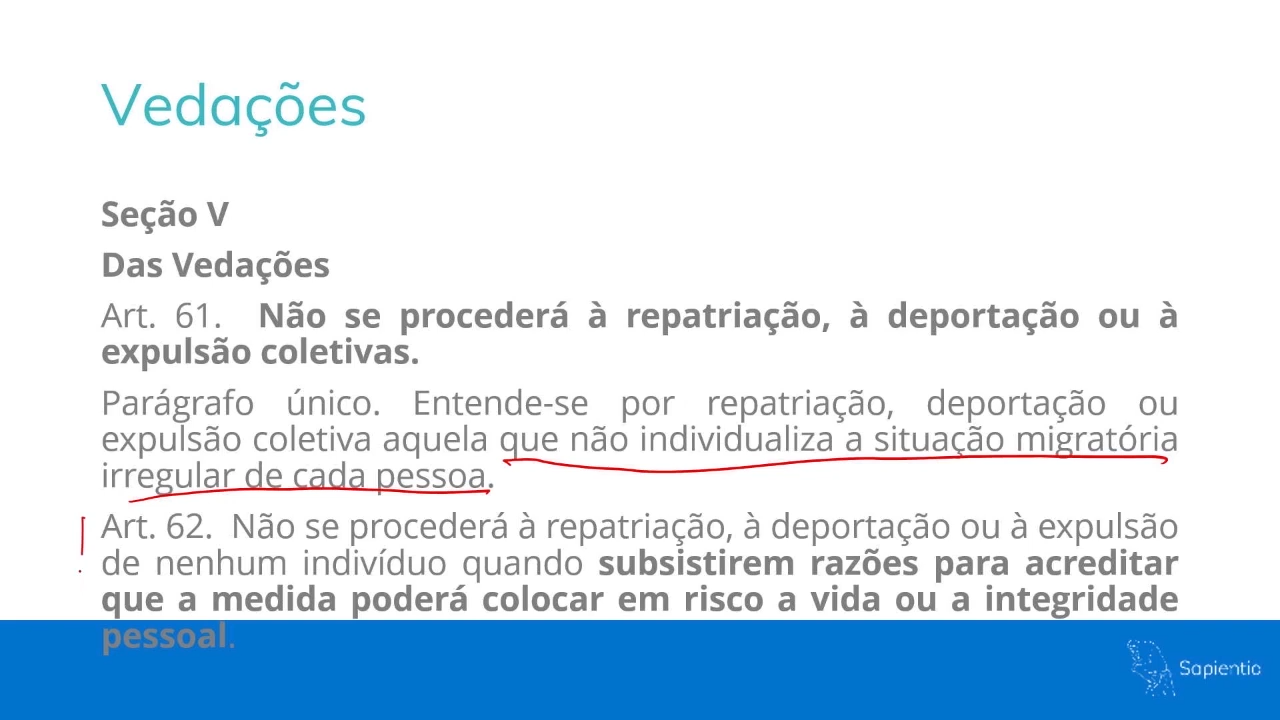 Vedações
Seção V
Das Vedações
Art. 61. Não se procederá à repatriação, à deportação ou à
expulsão coletivas.
Parágrafo único. Entende-se por repatriação, deportação ou
expulsão coletiva aquela que não individualiza a situação migratória
irregular de cada pessoa.
Art. 62. Não se procederá à repatriação, à deportação ou à expulsão
de nenhum indivíduo quando subsistirem razões para acreditar
que a medida poderá colocar em risco a vida ou a integridade
pessoal.
Sapientia